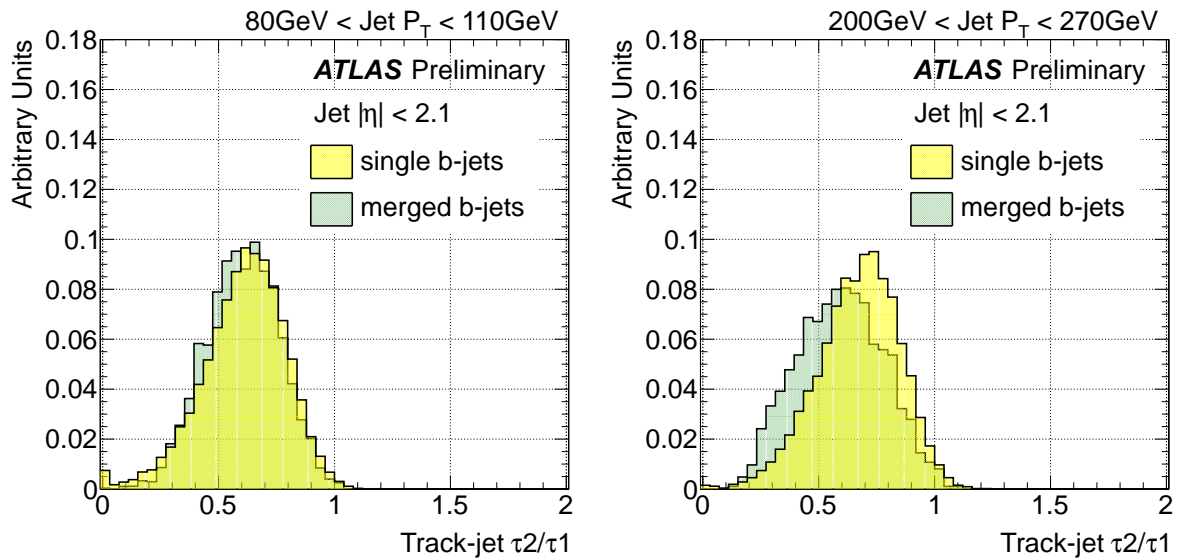 80GeV < Jet P_T < 110GeV
Arbitrary Units
0.18
0.16
0.14
0.12
0.1
0.08
0.06
0.04
0.02
0
ATLAS Preliminary
Jet |η| < 2.1
single b-jets
merged b-jets
0 0.5 1 1.5 2
Track-jet τ2/τ1
200GeV < Jet P_T < 270GeV
Arbitrary Units
0.18
0.16
0.14
0.12
0.1
0.08
0.06
0.04
0.02
0
ATLAS Preliminary
Jet |η| < 2.1
single b-jets
merged b-jets
0 0.5 1 1.5 2
Track-jet τ2/τ1